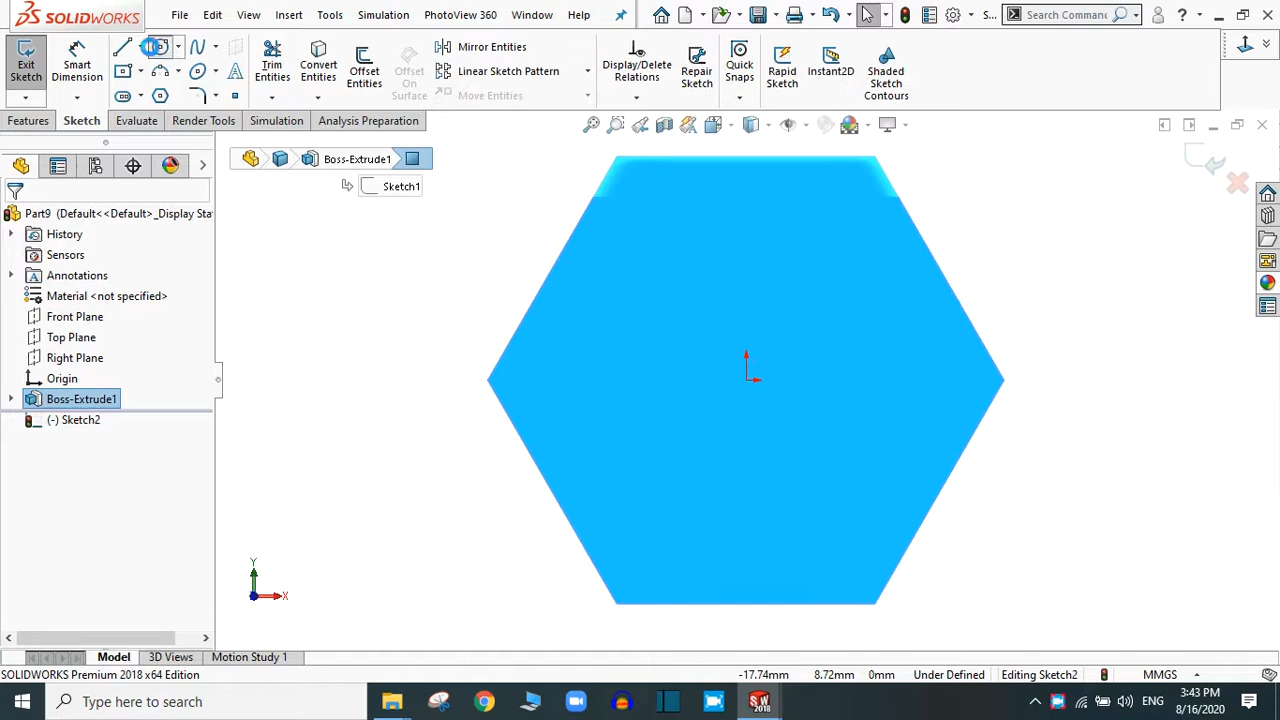 SOLIDWORKS
File Edit View Insert Tools Simulation PhotoView 360 Window Help
S...
Search Command
Exit Sketch
Smart Dimension
Trim Entities
Convert Entities
Offset Entities
Offset On Surface
Mirror Entities
Linear Sketch Pattern
Move Entities
Display/Delete Relations
Repair Sketch
Quick Snaps
Rapid Sketch
Instant2D
Shaded Sketch Contours
Features Sketch Evaluate Render Tools Simulation Analysis Preparation
Boss-Extrude1
Sketch1
Part9 (Default<<Default>_Display Sta
History
Sensors
Annotations
Material <not specified>
Front Plane
Top Plane
Right Plane
Origin
Boss-Extrude1
(-) Sketch2
Y
X
Model 3D Views Motion Study 1
SOLIDWORKS Premium 2018 x64 Edition
-17.74mm 8.72mm 0mm Under Defined Editing Sketch2 MMGS
Type here to search
SW 2018
ENG
3:43 PM
8/16/2020